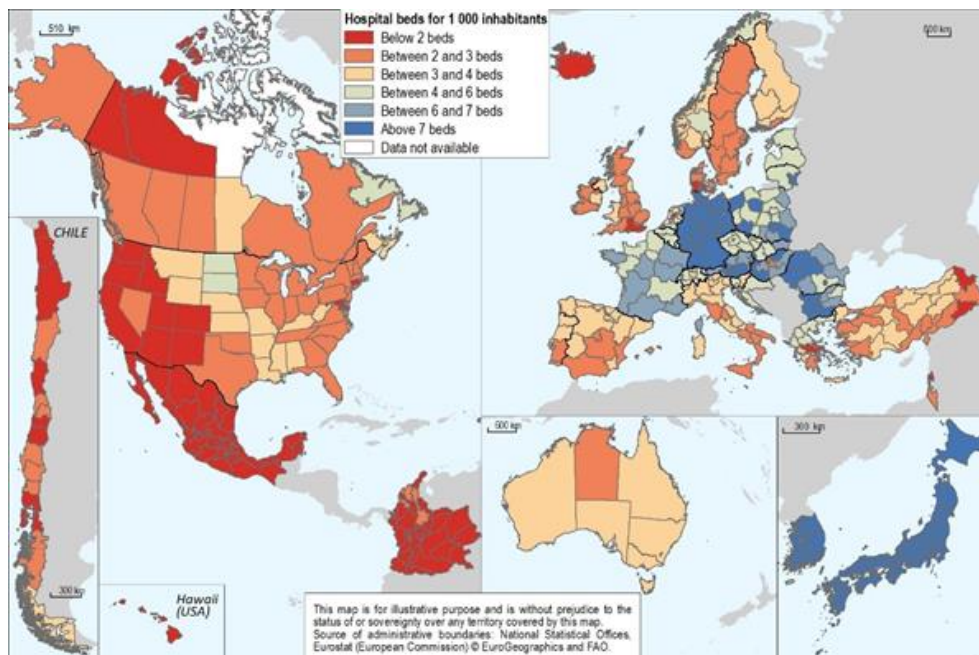 510 km
Hospital beds for 1 000 inhabitants
Below 2 beds
Between 2 and 3 beds
Between 3 and 4 beds
Between 4 and 6 beds
Between 6 and 7 beds
Above 7 beds
Data not available
CHILE
300 km
Hawaii
(USA)
This map is for illustrative purpose and is without prejudice to the
status of or sovereignty over any territory covered by this map.
Source of administrative boundaries: National Statistical Offices,
Eurostat (European Commission) © EuroGeographics and FAO.